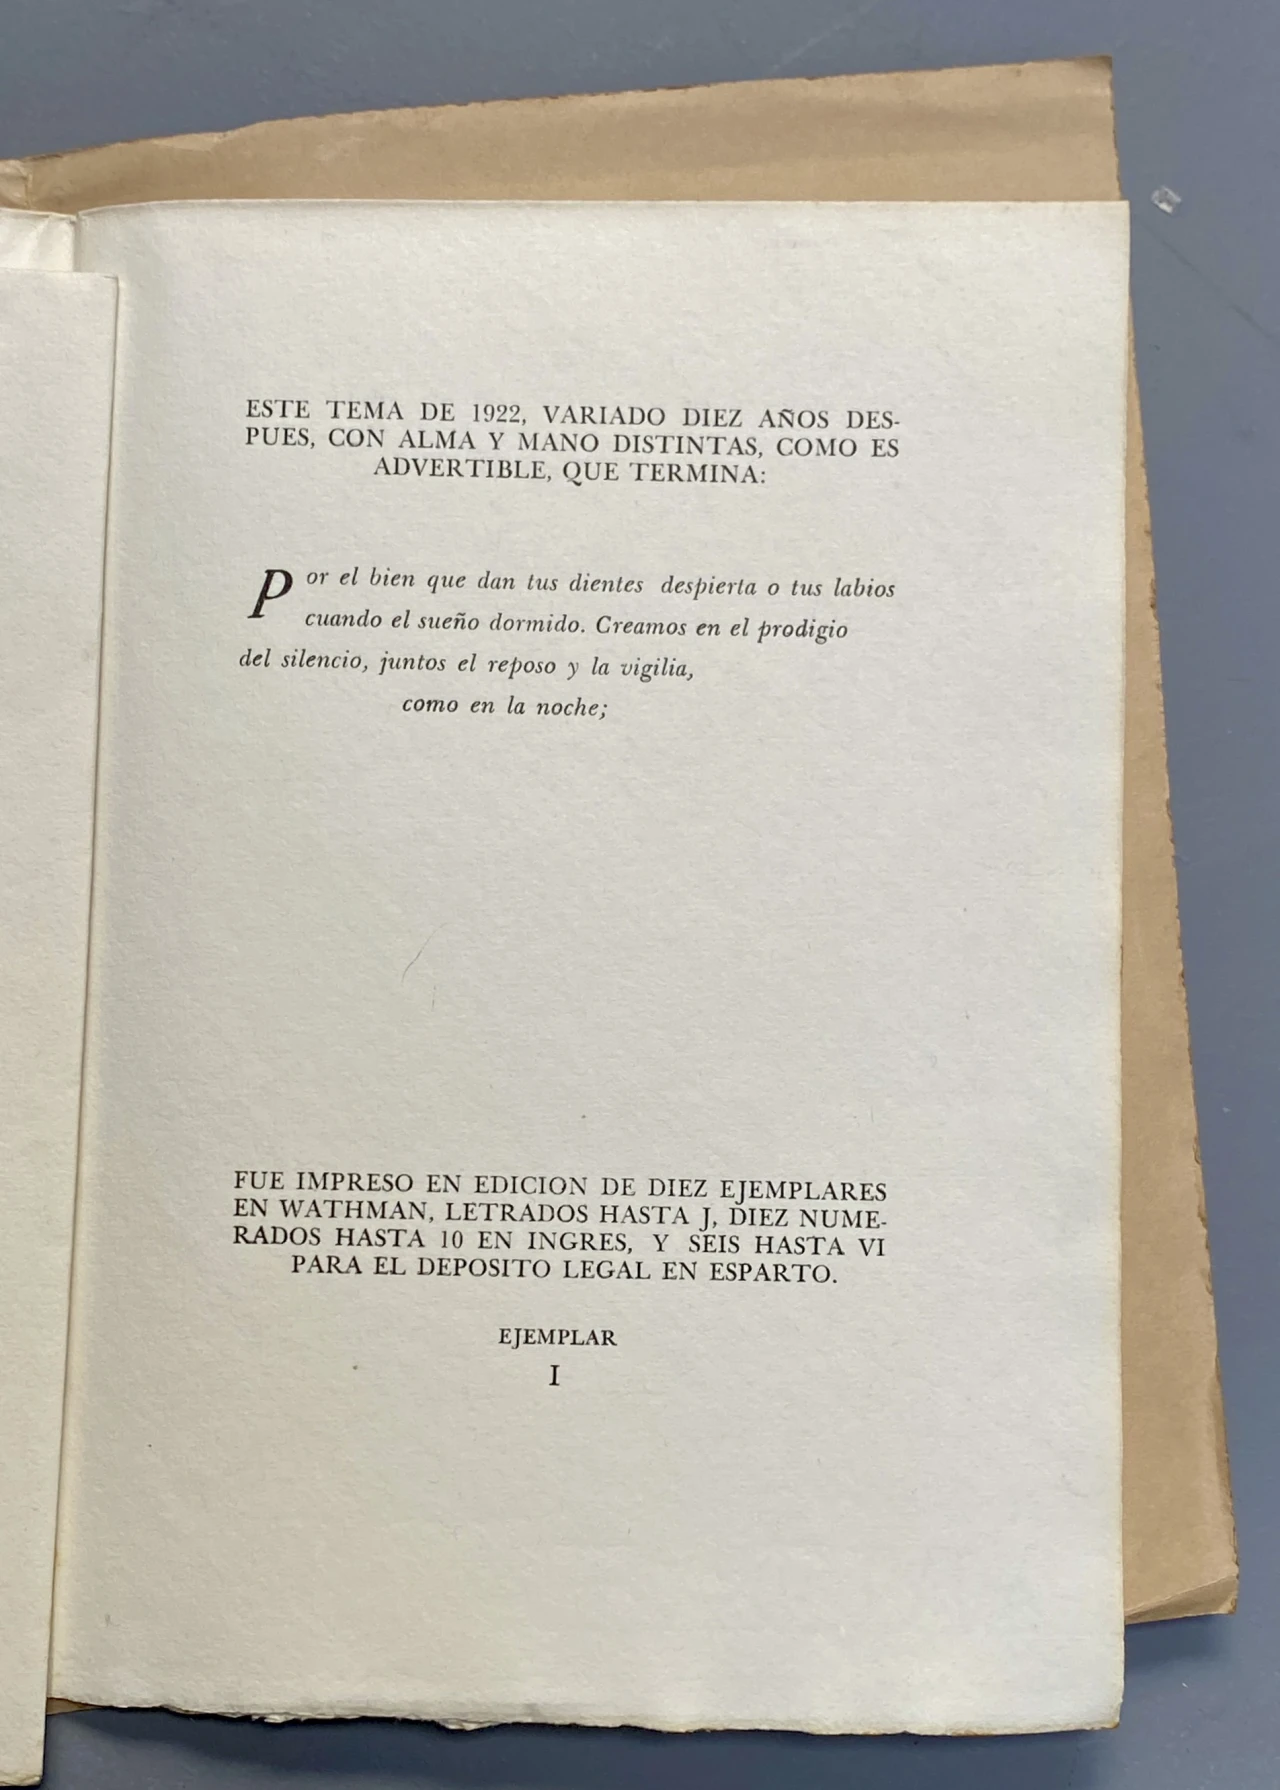 ESTE TEMA DE 1922, VARIADO DIEZ AÑOS DES-
PUES, CON ALMA Y MANO DISTINTAS, COMO ES
ADVERTIBLE, QUE TERMINA:
Por el bien que dan tus dientes despierta o tus labios
cuando el sueño dormido. Creamos en el prodigio
del silencio, juntos el reposo y la vigilia,
como en la noche;
FUE IMPRESO EN EDICION DE DIEZ EJEMPLARES
EN WATHMAN, LETRADOS HASTA J, DIEZ NUME-
RADOS HASTA 10 EN INGRES, Y SEIS HASTA VI
PARA EL DEPOSITO LEGAL EN ESPARTO.
EJEMPLAR
I